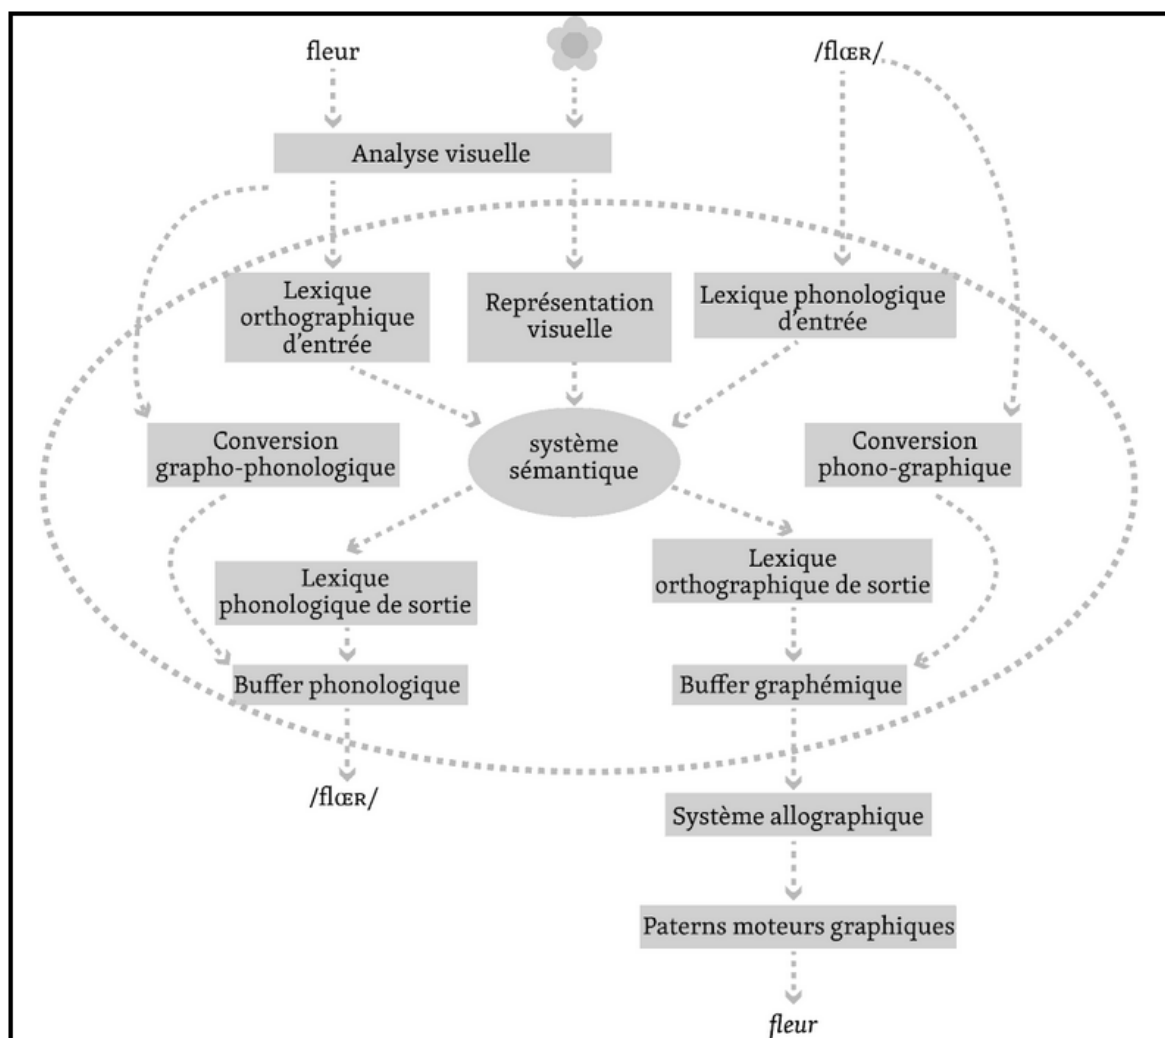 fleur
/flœʀ/
Analyse visuelle
Lexique
orthographique
d'entrée
Représentation
visuelle
Lexique phonologique
d'entrée
Conversion
grapho-phonologique
système
sémantique
Conversion
phono-graphique
Lexique
phonologique de sortie
Lexique
orthographique de sortie
Buffer phonologique
Buffer graphémique
/flœʀ/
Système allographique
Paterns moteurs graphiques
fleur